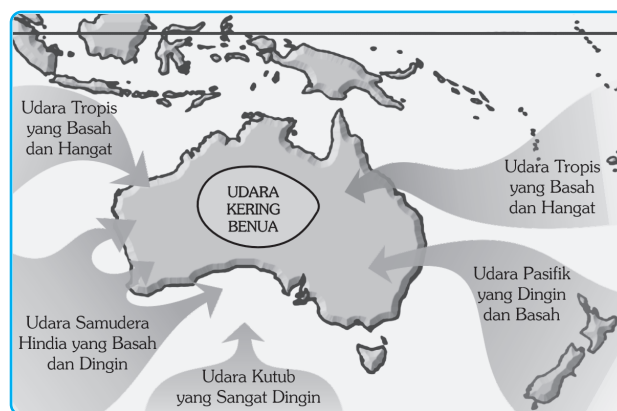 Udara Tropis
yang Basah
dan Hangat
UDARA
KERING
BENUA
Udara Tropis
yang Basah
dan Hangat
Udara Pasifik
yang Dingin
dan Basah
Udara Samudera
Hindia yang Basah
dan Dingin
Udara Kutub
yang Sangat Dingin